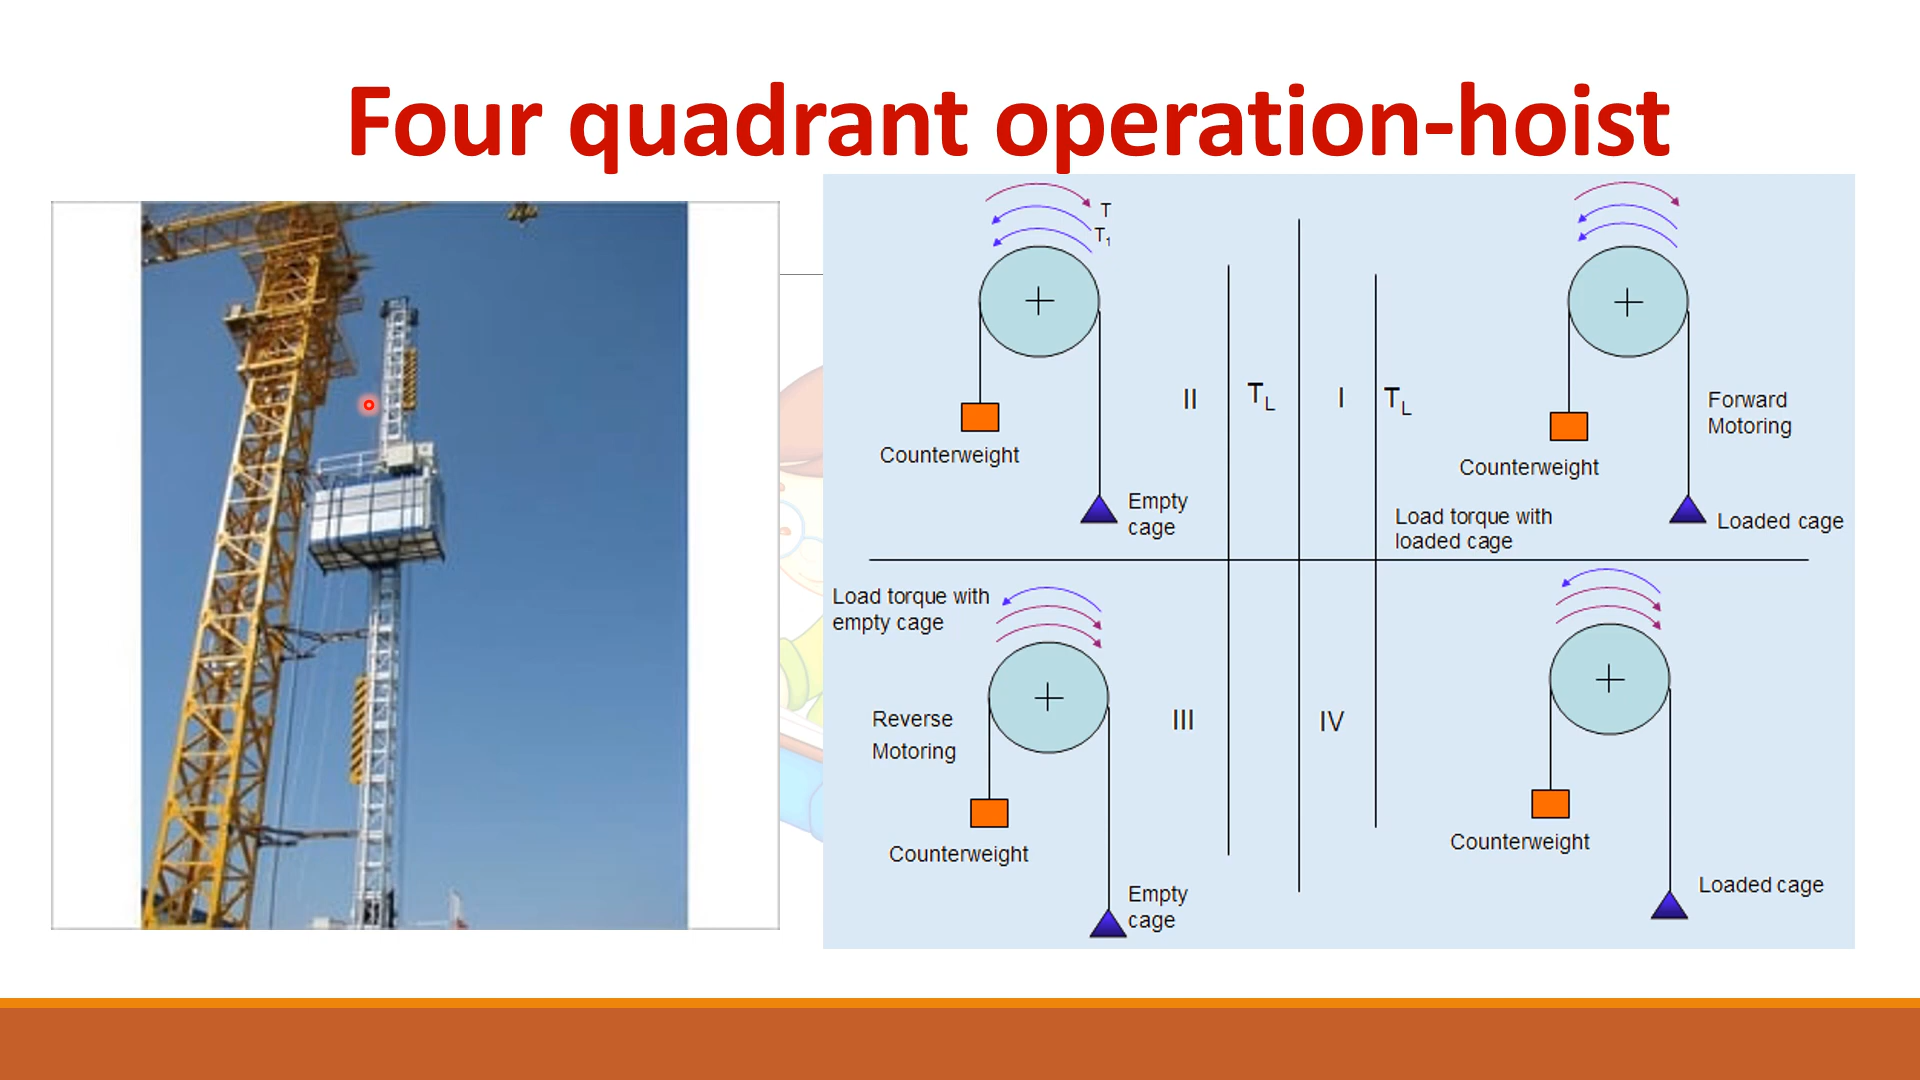 Four quadrant operation-hoist
T
T1
II
TL
I
TL
Forward
Motoring
Counterweight
Counterweight
Empty
cage
Load torque with
loaded cage
Loaded cage
Load torque with
empty cage
Reverse
Motoring
III
IV
Counterweight
Counterweight
Empty
cage
Loaded cage